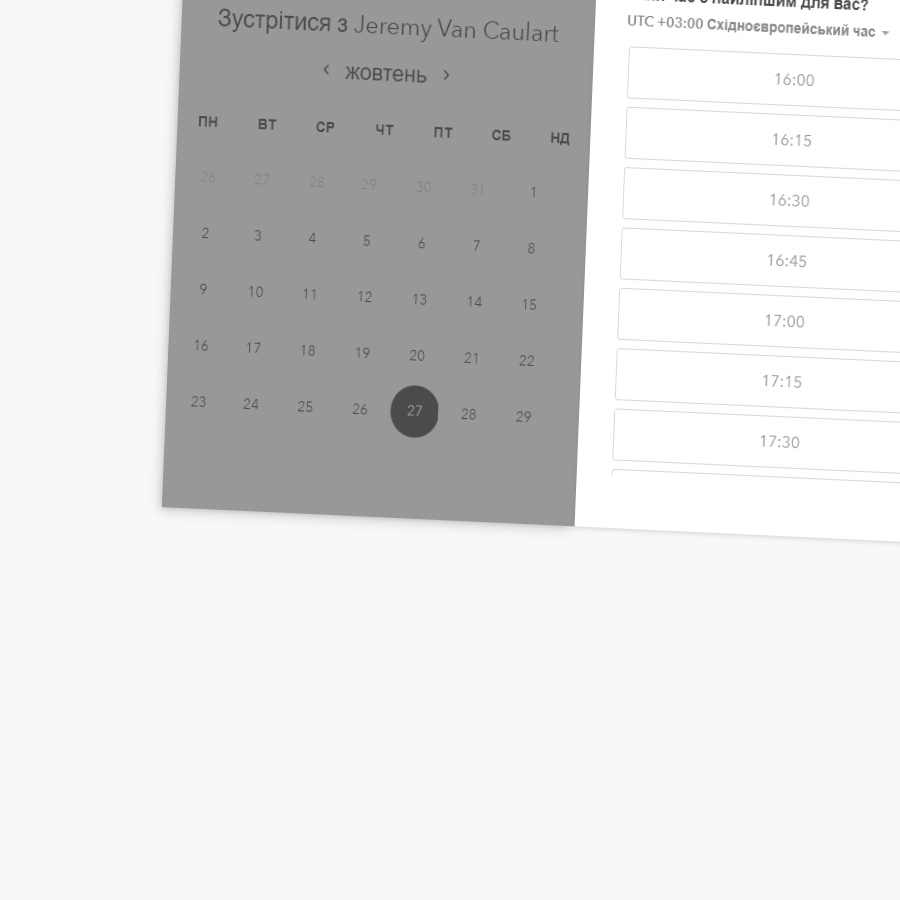 Зустрітися з Jeremy Van Caulart
жовтень
ПН ВТ СР ЧТ ПТ СБ НД
26 27 28 29 30 31 1
2 3 4 5 6 7 8
9 10 11 12 13 14 15
16 17 18 19 20 21 22
23 24 25 26 27 28 29
час є найліпшим для вас?
UTC +03:00 Східноєвропейський час
16:00
16:15
16:30
16:45
17:00
17:15
17:30